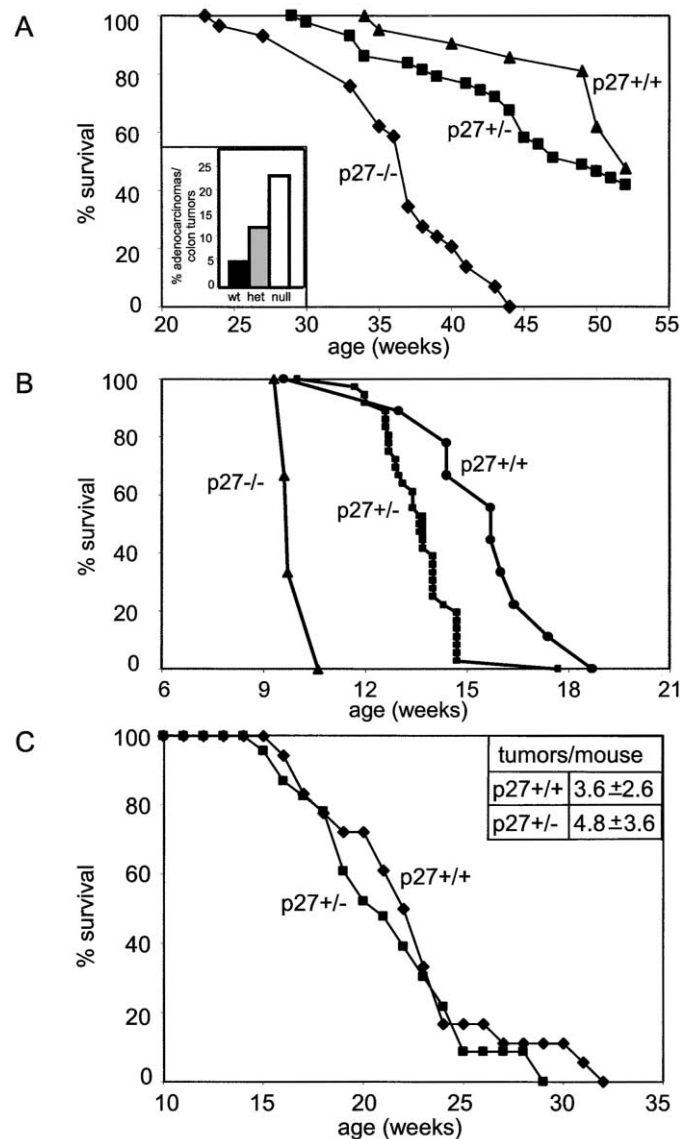 A
% survival
100
80
60
40
20
0
p27+/+
p27+/-
p27-/-
% adenocarcinomas/
colon tumors
25
20
15
10
5
0
wt het null
20 25 30 35 40 45 50 55
age (weeks)
B
% survival
100
80
60
40
20
0
p27-/-
p27+/-
p27+/+
6 9 12 15 18 21
age (weeks)
C
% survival
100
80
60
40
20
0
tumors/mouse
p27+/+ 3.6±2.6
p27+/- 4.8±3.6
p27+/+
p27+/-
10 15 20 25 30 35
age (weeks)